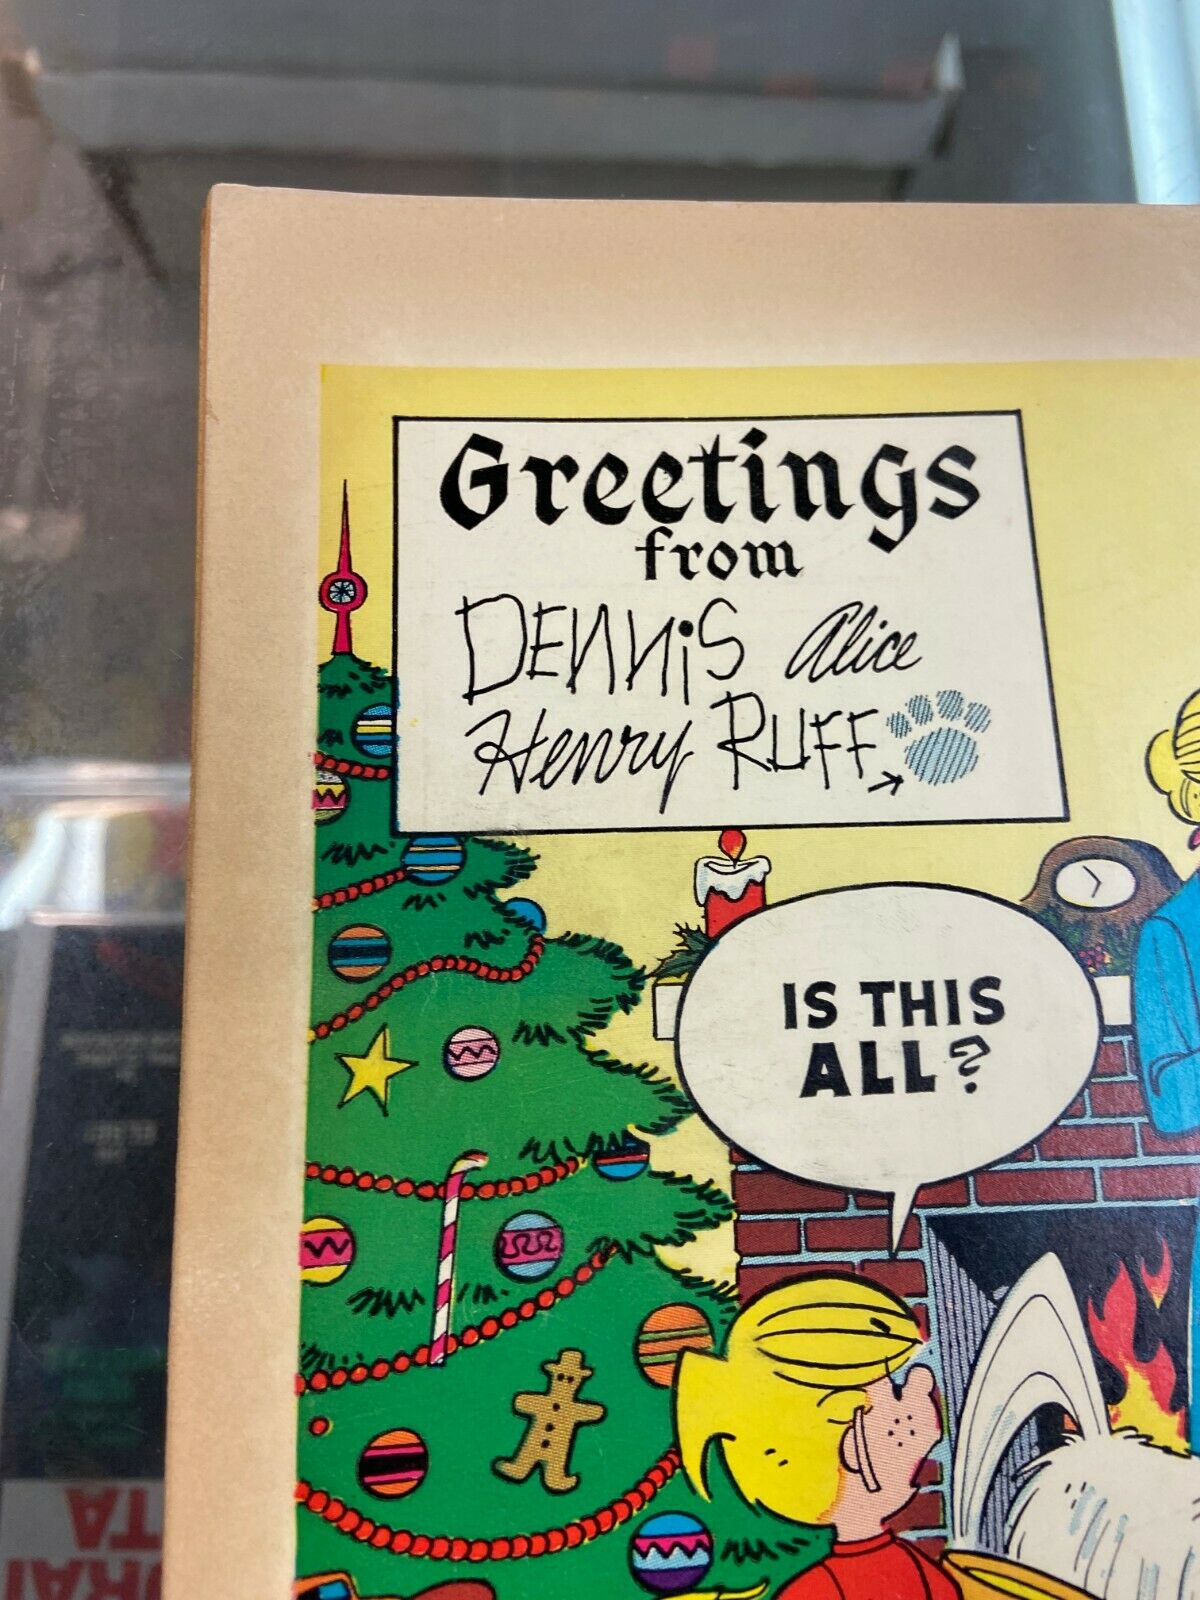 Greetings
from
DENNiS Alice
Henry RUFF
IS THIS
ALL?